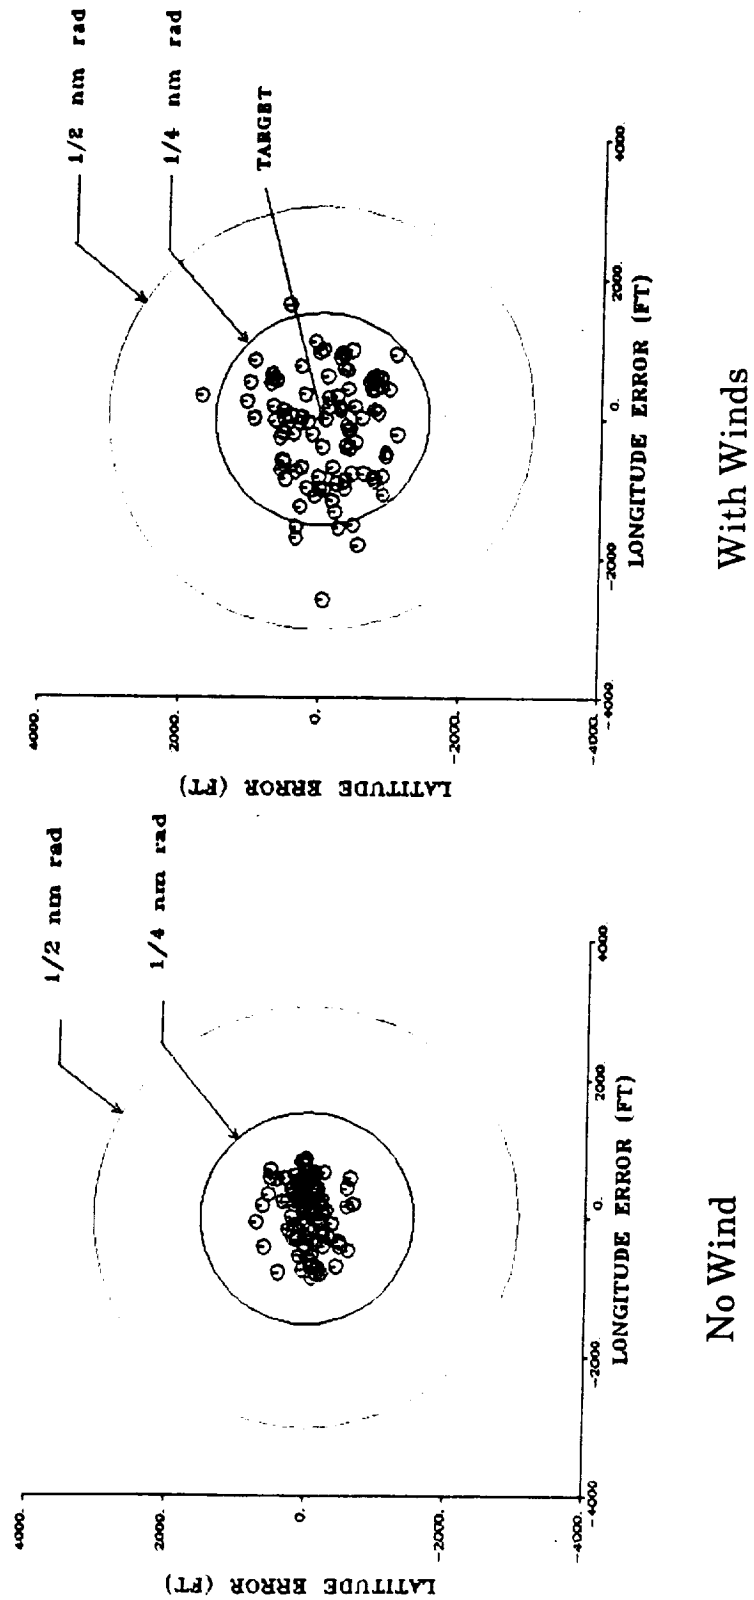 1/2 nm rad
1/4 nm rad
4000.
2000.
0.
-2000.
-4000.
LATITUDE ERROR (FT)
-4000.
-2000.
0.
2000.
4000.
LONGITUDE ERROR (FT)
No Wind
1/2 nm rad
1/4 nm rad
TARGET
4000.
2000.
0.
-2000.
-4000.
LATITUDE ERROR (FT)
-4000.
-2000.
0.
2000.
4000.
LONGITUDE ERROR (FT)
With Winds